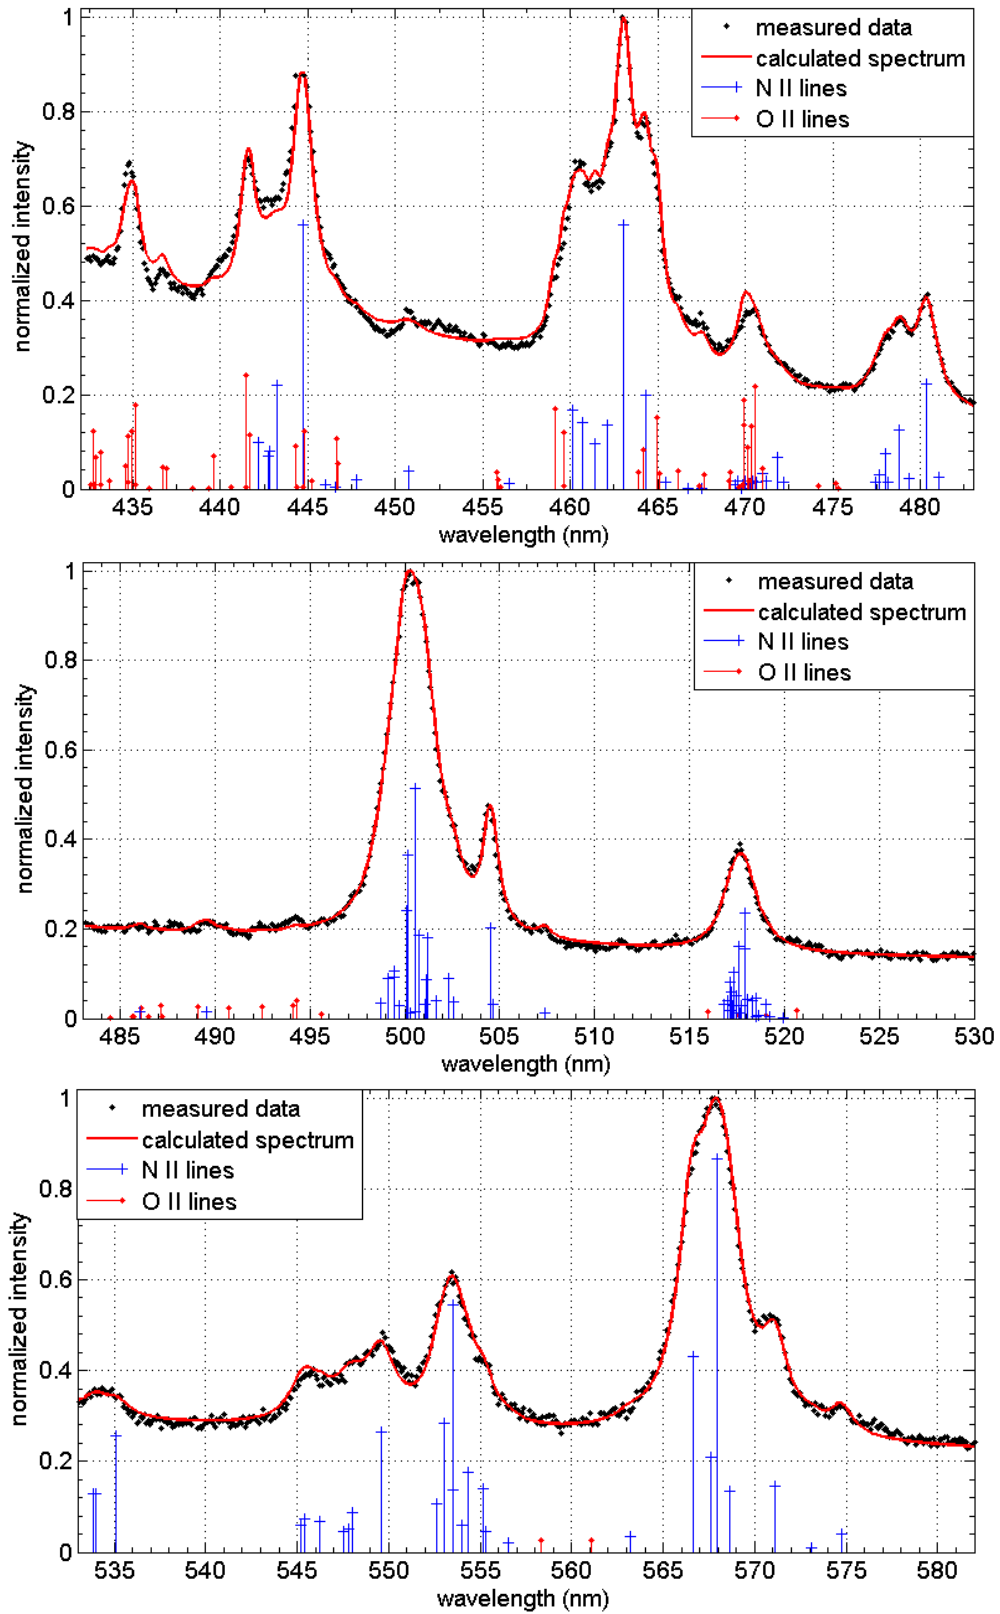 measured data
calculated spectrum
N II lines
O II lines
1
0.8
0.6
0.4
0.2
0
normalized intensity
435 440 445 450 455 460 465 470 475 480
wavelength (nm)
measured data
calculated spectrum
N II lines
O II lines
1
0.8
0.6
0.4
0.2
0
normalized intensity
485 490 495 500 505 510 515 520 525 530
wavelength (nm)
measured data
calculated spectrum
N II lines
O II lines
1
0.8
0.6
0.4
0.2
0
normalized intensity
535 540 545 550 555 560 565 570 575 580
wavelength (nm)